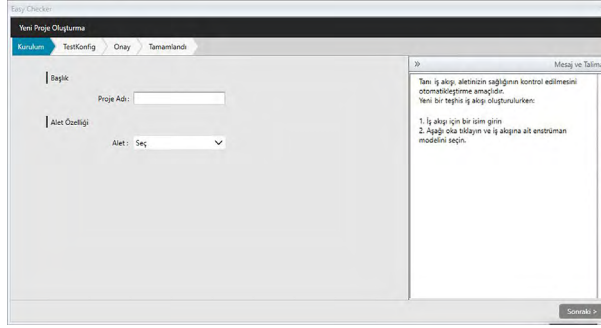 Easy Checker
Yeni Proje Oluşturma
Kurulum TestKonfig Onay Tamamlandı
Başlık
Proje Adı:
Alet Özelliği
Alet: Seç
» Mesaj ve Talima
Tanı iş akışı, aletinizin sağlığının kontrol edilmesini
otomatikleştirme amaçlıdır.
Yeni bir teşhis iş akışı oluşturulurken:
1. İş akışı için bir isim girin
2. Aşağı oka tıklayın ve iş akışına ait enstrüman
modelini seçin.
Sonraki >